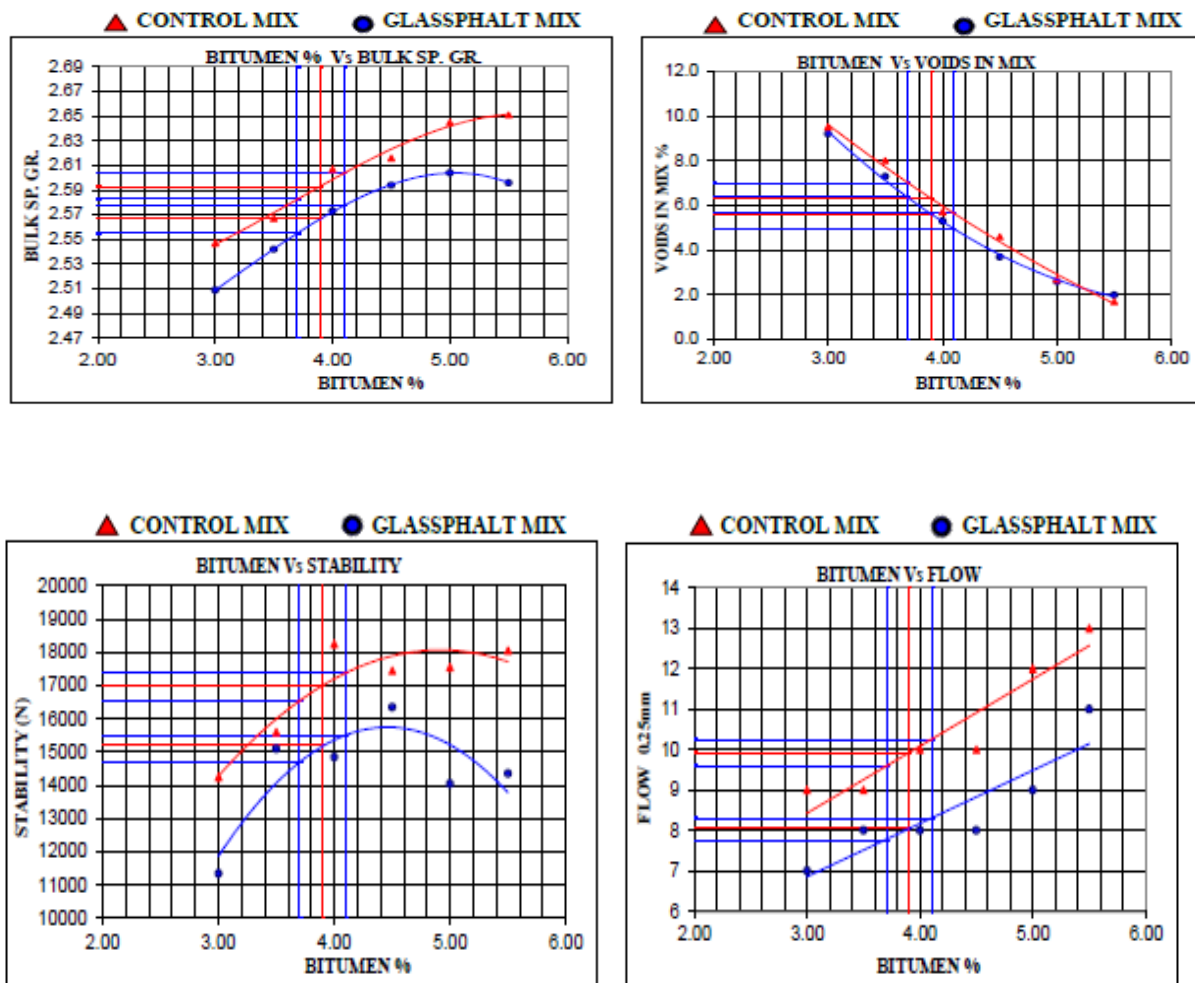 CONTROL MIX GLASSPHALT MIX
BITUMEN % Vs BULK SP. GR.
BULK SP. GR.
2.69
2.67
2.65
2.63
2.61
2.59
2.57
2.55
2.53
2.51
2.49
2.47
2.00 3.00 4.00 5.00 6.00
BITUMEN %
CONTROL MIX GLASSPHALT MIX
BITUMEN Vs VOIDS IN MIX
VOIDS IN MIX %
12.0
10.0
8.0
6.0
4.0
2.0
0.0
2.00 3.00 4.00 5.00 6.00
BITUMEN %
CONTROL MIX GLASSPHALT MIX
BITUMEN Vs STABILITY
STABILITY (N)
20000
19000
18000
17000
16000
15000
14000
13000
12000
11000
10000
2.00 3.00 4.00 5.00 6.00
BITUMEN %
CONTROL MIX GLASSPHALT MIX
BITUMEN Vs FLOW
FLOW 0.25mm
14
13
12
11
10
9
8
7
6
2.00 3.00 4.00 5.00 6.00
BITUMEN %